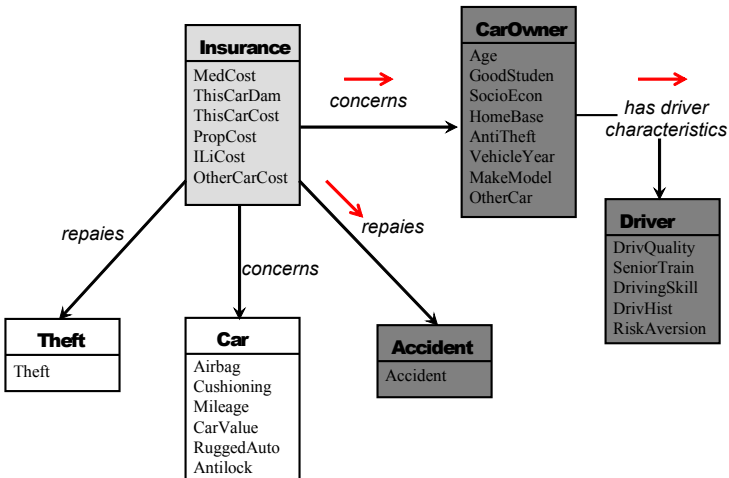 Insurance
MedCost
ThisCarDam
ThisCarCost
PropCost
ILiCost
OtherCarCost
concerns
CarOwner
Age
GoodStuden
SocioEcon
HomeBase
AntiTheft
VehicleYear
MakeModel
OtherCar
has driver
characteristics
Driver
DrivQuality
SeniorTrain
DrivingSkill
DrivHist
RiskAversion
repaies
concerns
repaies
Theft
Theft
Car
Airbag
Cushioning
Mileage
CarValue
RuggedAuto
Antilock
Accident
Accident